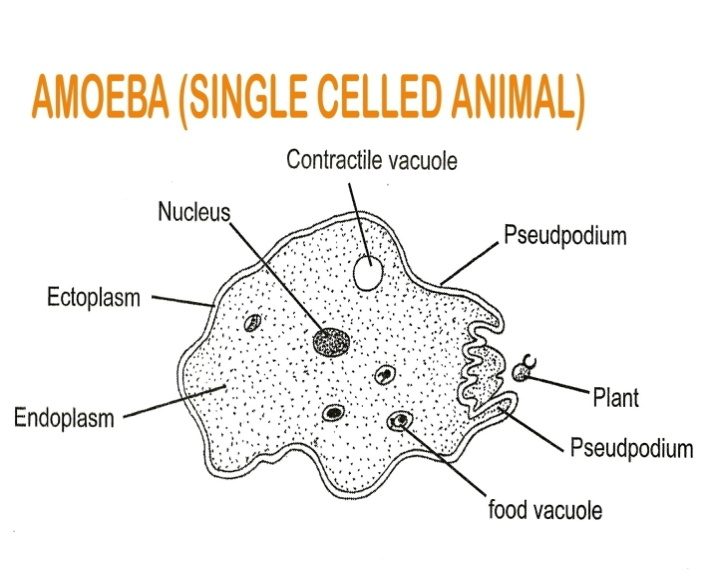 AMOEBA (SINGLE CELLED ANIMAL)
Contractile vacuole
Nucleus
Pseudpodium
Ectoplasm
Plant
Endoplasm
Pseudpodium
food vacuole